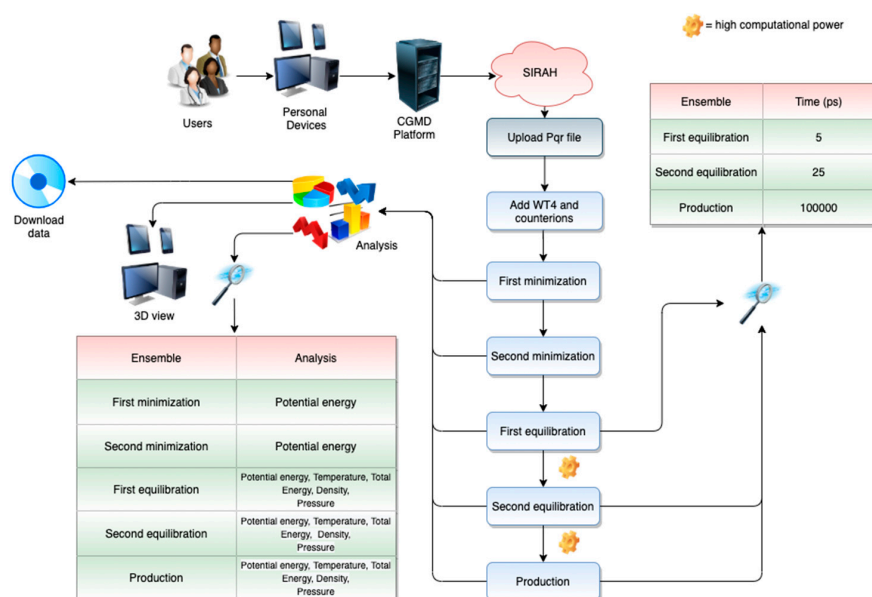 = high computational power
SIRAH
Users
Personal
Devices
CGMD
Platform
Ensemble
Time (ps)
First equilibration
5
Second equilibration
25
Production
100000
Upload Pqr file
Add WT4 and
counterions
First minimization
Second minimization
First equilibration
Second equilibration
Production
Analysis
Download
data
3D view
Ensemble
Analysis
First minimization
Potential energy
Second minimization
Potential energy
First equilibration
Potential energy, Temperature, Total
Energy, Density,
Pressure
Second equilibration
Potential energy, Temperature, Total
Energy, Density,
Pressure
Production
Potential energy, Temperature, Total
Energy, Density,
Pressure